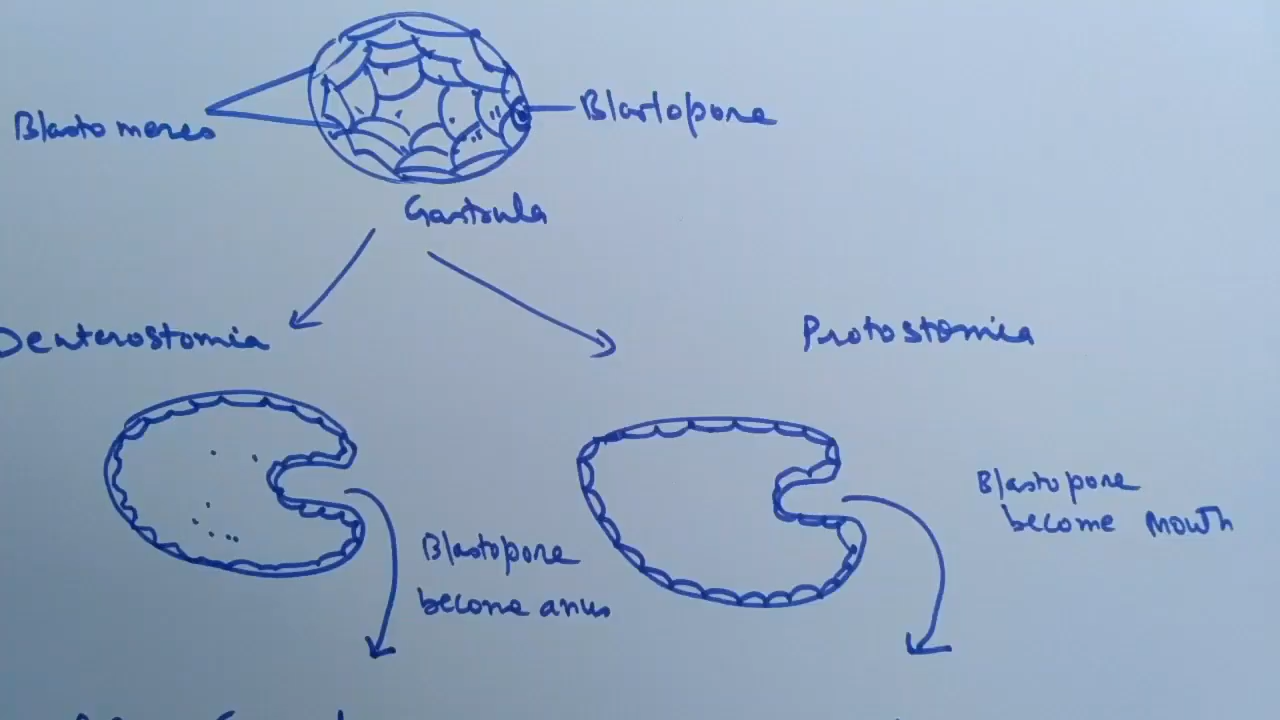 Blastomeres
Blastopore
Gastrula
Deuterostomia
Protostomia
Blastopore
become mouth
Blastopore
become anus